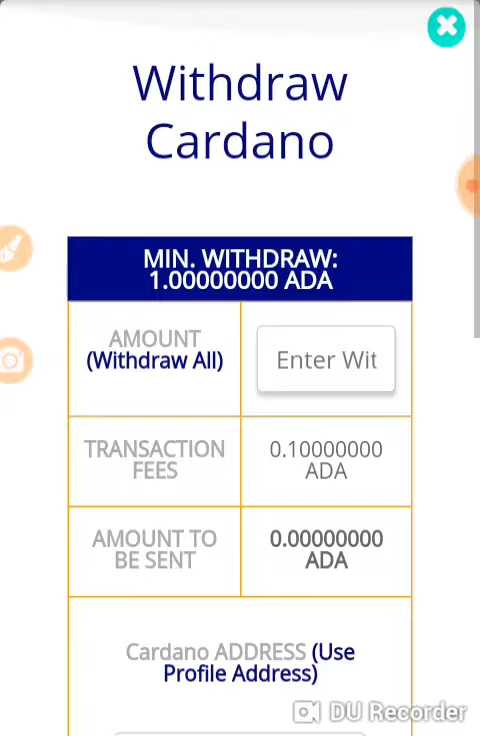 Withdraw
Cardano
MIN. WITHDRAW:
1.00000000 ADA
AMOUNT
(Withdraw All)
Enter Wit
TRANSACTION
FEES
0.10000000
ADA
AMOUNT TO
BE SENT
0.00000000
ADA
Cardano ADDRESS (Use
Profile Address)
DU Recorder